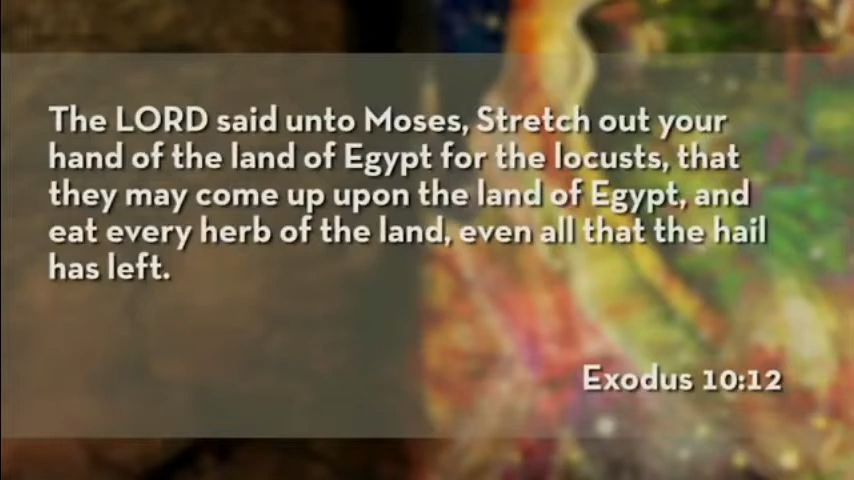 The LORD said unto Moses, Stretch out your
hand of the land of Egypt for the locusts, that
they may come up upon the land of Egypt, and
eat every herb of the land, even all that the hail
has left.
Exodus 10:12